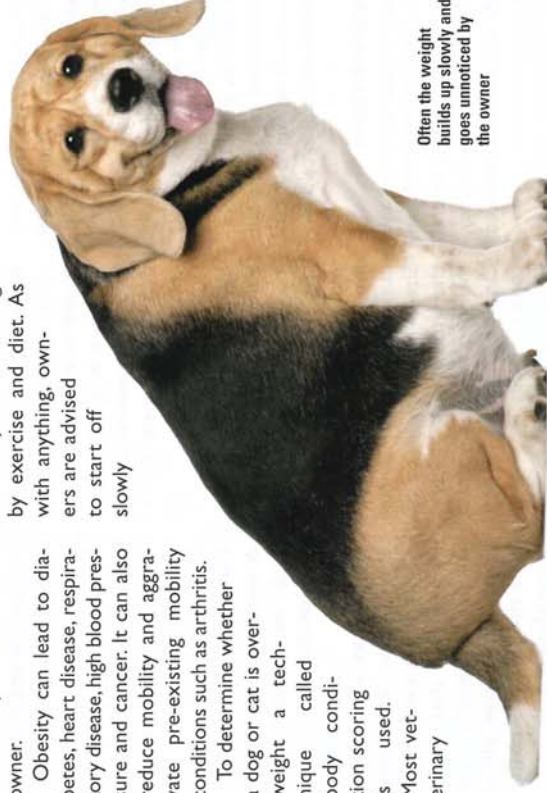 owner.
Obesity can lead to dia-
betes, heart disease, respira-
tory disease, high blood pres-
sure and cancer. It can also
reduce mobility and aggra-
vate pre-existing mobility
conditions such as arthritis.
To determine whether
a dog or cat is over-
weight a tech-
nique called
body condi-
tion scoring
is used.
Most vet-
erinary
by exercise and diet. As
with anything, own-
ers are advised
to start off
slowly
Often the weight
builds up slowly and
goes unnoticed by
the owner